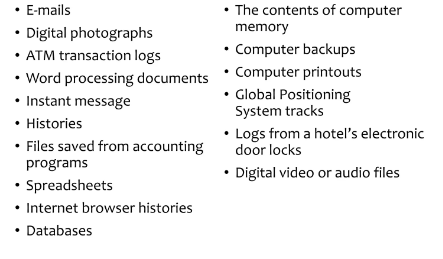 • E-mails
• Digital photographs
• ATM transaction logs
• Word processing documents
• Instant message
• Histories
• Files saved from accounting
programs
• Spreadsheets
• Internet browser histories
• Databases
• The contents of computer
memory
• Computer backups
• Computer printouts
• Global Positioning
System tracks
• Logs from a hotel’s electronic
door locks
• Digital video or audio files